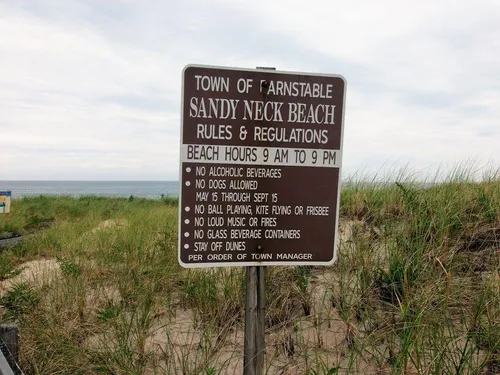 TOWN OF BARNSTABLE
SANDY NECK BEACH
RULES & REGULATIONS
BEACH HOURS 9 AM TO 9 PM
• NO ALCOHOLIC BEVERAGES
• NO DOGS ALLOWED
MAY 15 THROUGH SEPT 15
• NO BALL PLAYING, KITE FLYING OR FRISBEE
• NO LOUD MUSIC OR FIRES
• NO GLASS BEVERAGE CONTAINERS
• STAY OFF DUNES
PER ORDER OF TOWN MANAGER